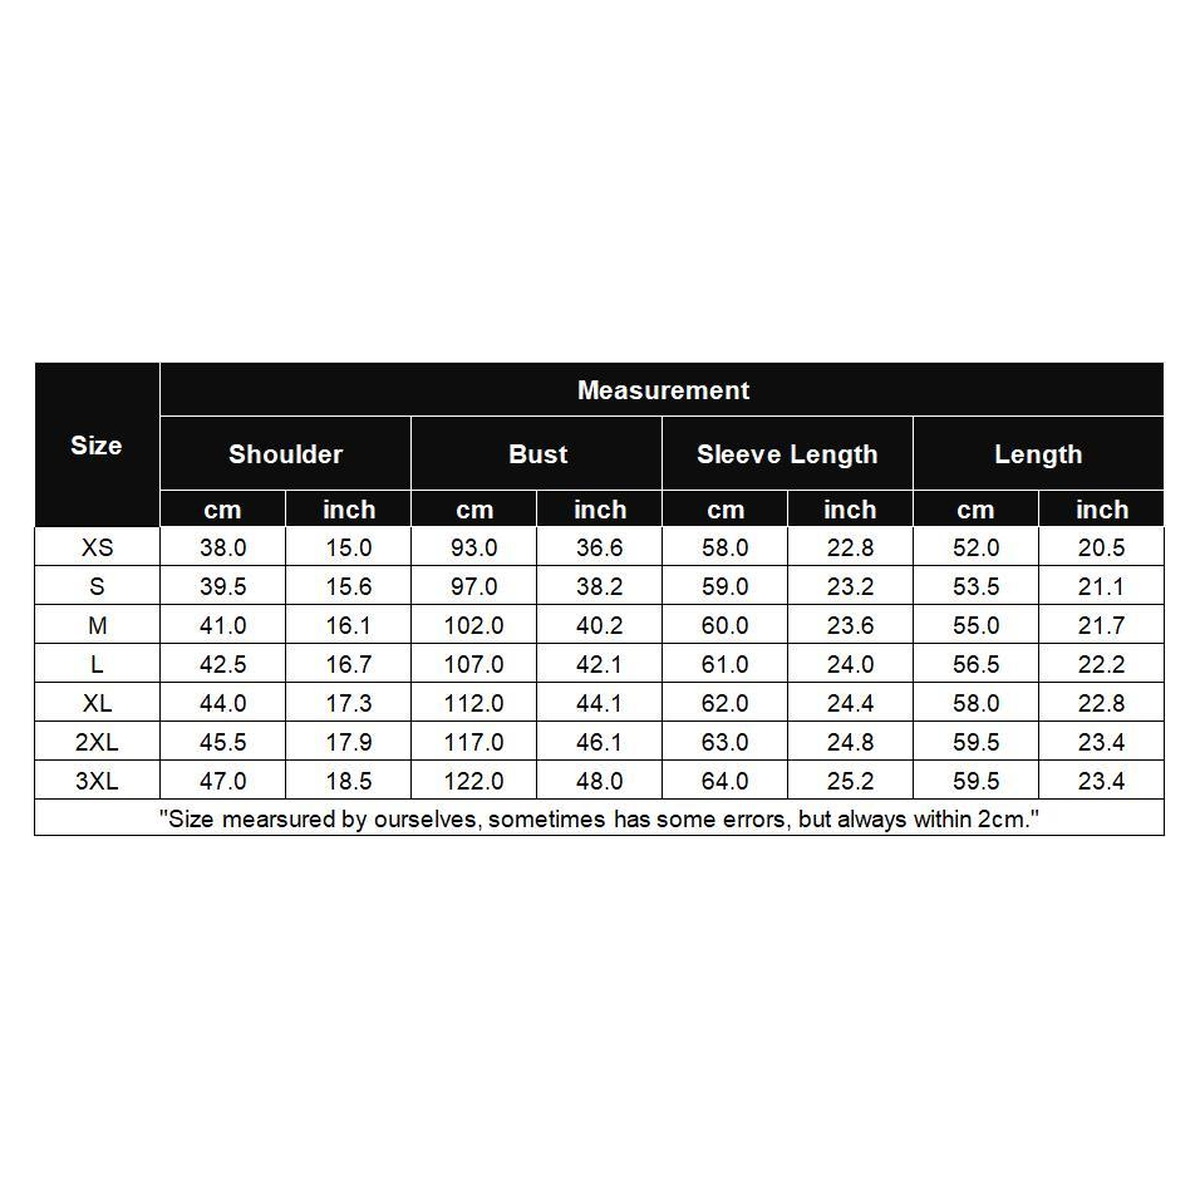 Size Measurement
Shoulder Bust Sleeve Length Length
cm inch cm inch cm inch cm inch
XS 38.0 15.0 93.0 36.6 58.0 22.8 52.0 20.5
S 39.5 15.6 97.0 38.2 59.0 23.2 53.5 21.1
M 41.0 16.1 102.0 40.2 60.0 23.6 55.0 21.7
L 42.5 16.7 107.0 42.1 61.0 24.0 56.5 22.2
XL 44.0 17.3 112.0 44.1 62.0 24.4 58.0 22.8
2XL 45.5 17.9 117.0 46.1 63.0 24.8 59.5 23.4
3XL 47.0 18.5 122.0 48.0 64.0 25.2 59.5 23.4
"Size mearsured by ourselves, sometimes has some errors, but always within 2cm."